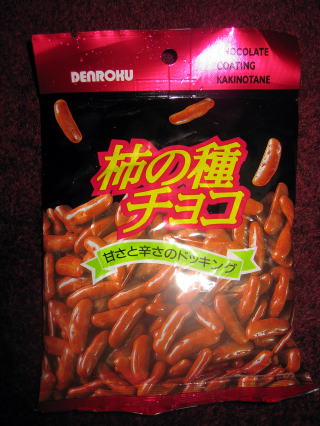 DENROKU
CHOCOLATE
COATING
KAKINOTANE
柿の種
チョコ
甘さと辛さのドッキング